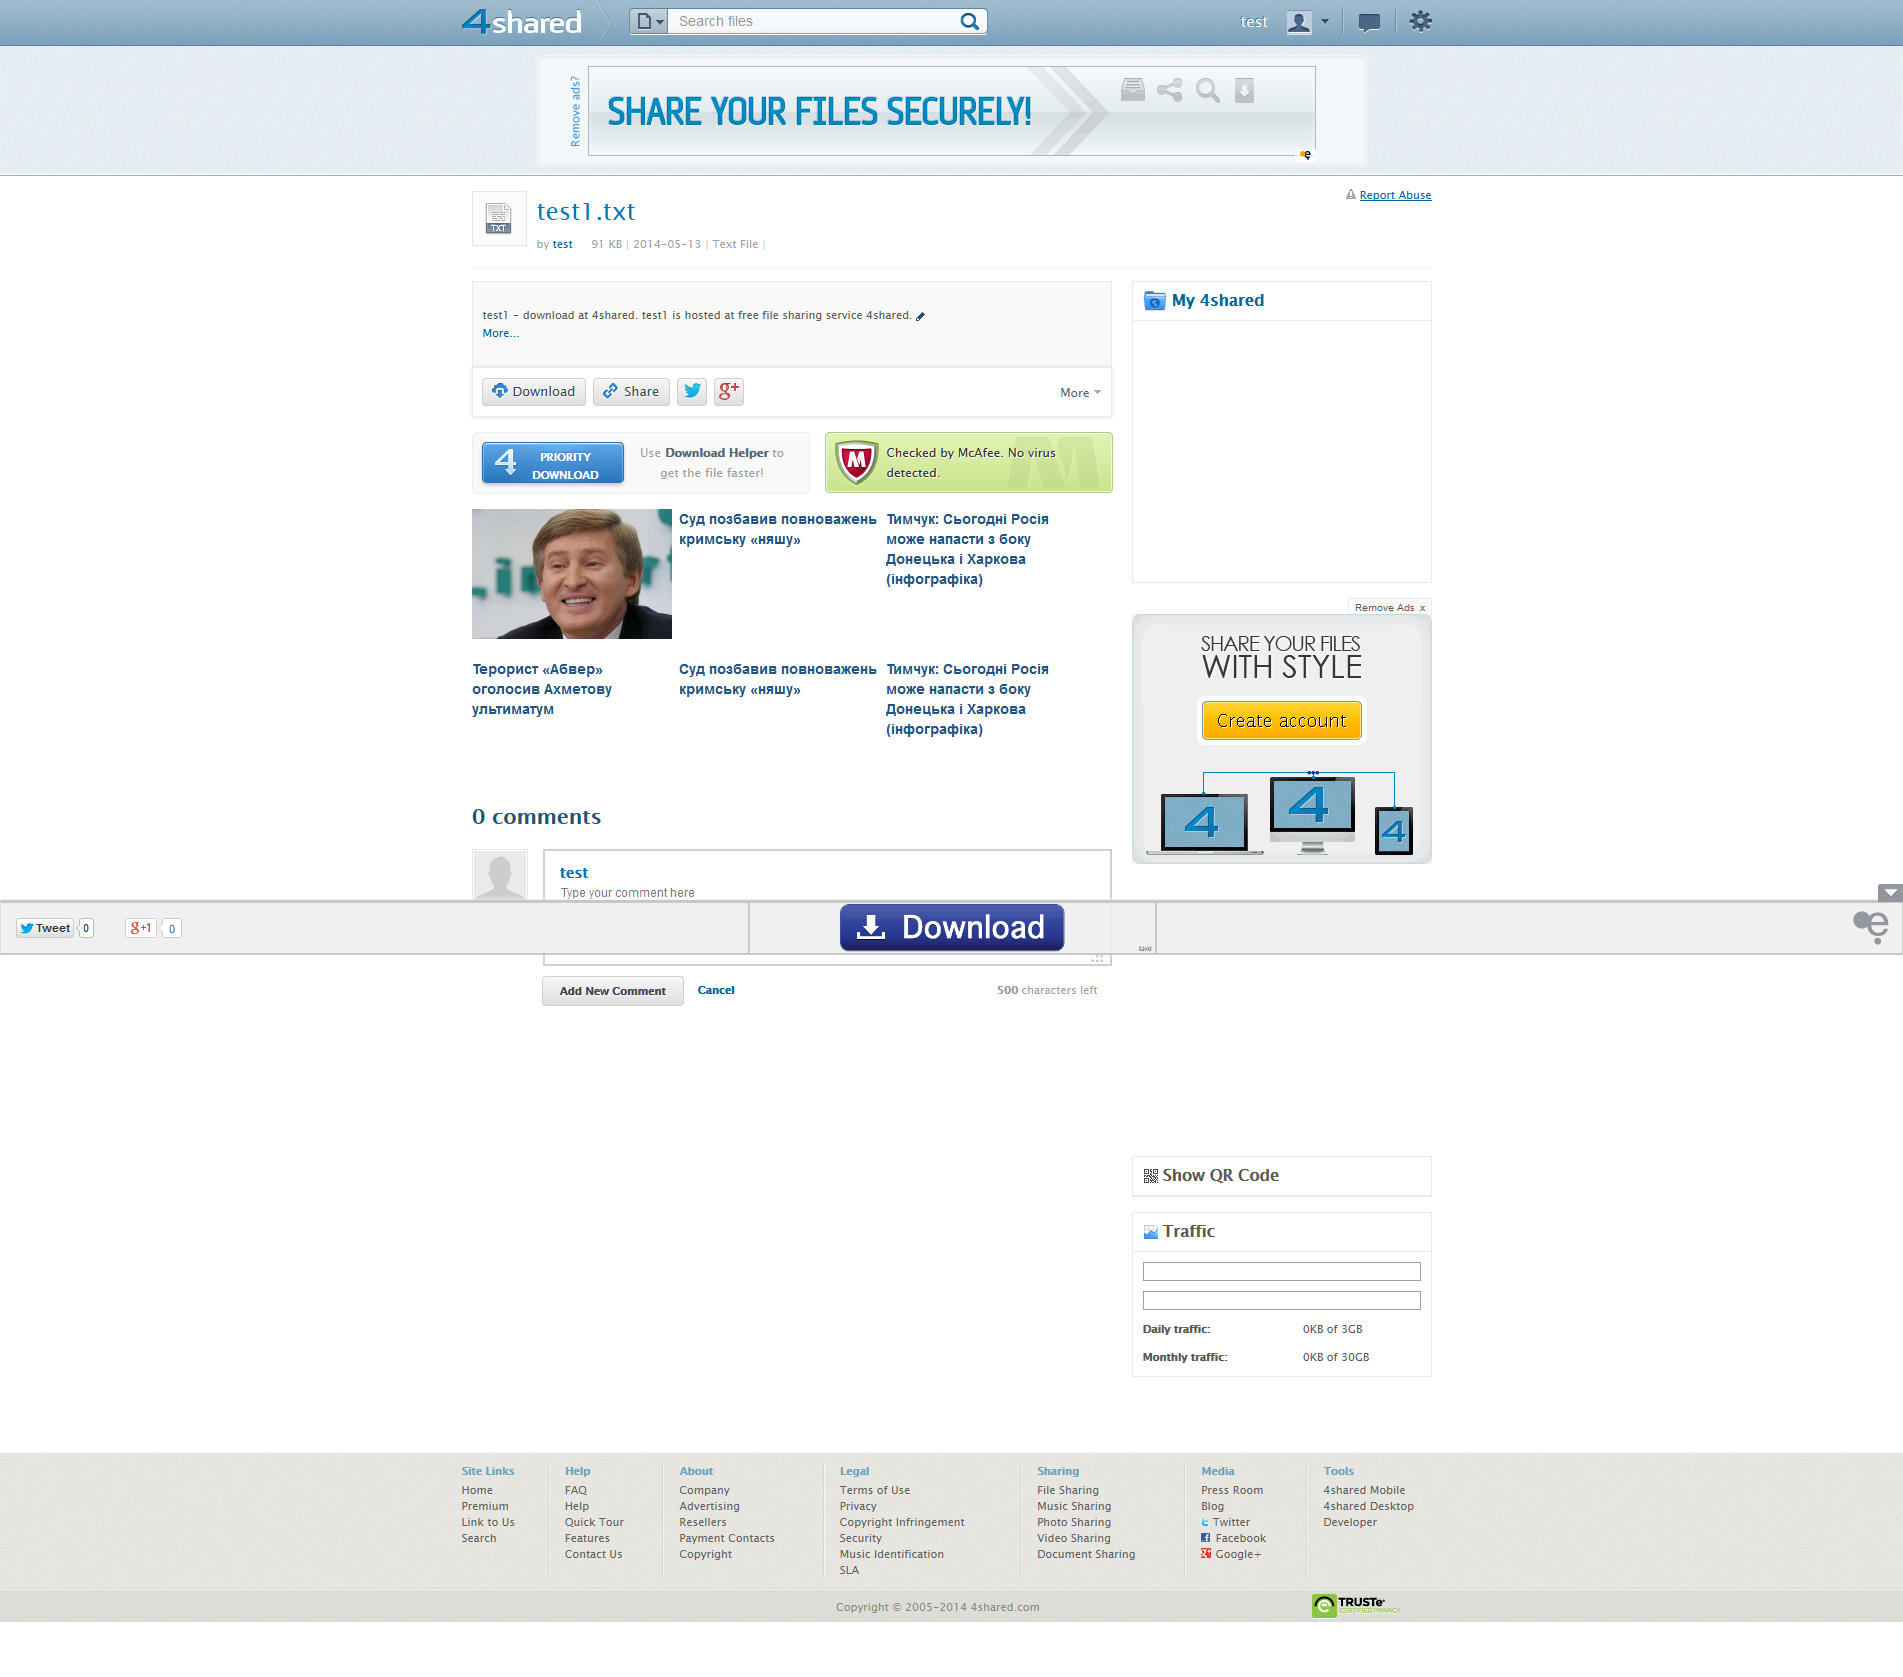 4shared
Search files
test
Remove ads?
SHARE YOUR FILES SECURELY!
test1.txt
Report Abuse
TXT
by test 91 KB | 2014-05-13 | Text File |
test1 - download at 4shared. test1 is hosted at free file sharing service 4shared.
More...
My 4shared
Download
Share
More
4 PRIORITY DOWNLOAD
Use Download Helper to
get the file faster!
Checked by McAfee. No virus
detected.
Суд позбавив повноважень
кримську «няшу»
Тимчук: Сьогодні Росія
може напасти з боку
Донецька і Харкова
(інфографіка)
Терорист «Абвер»
оголосив Ахметову
ультиматум
Суд позбавив повноважень
кримську «няшу»
Тимчук: Сьогодні Росія
може напасти з боку
Донецька і Харкова
(інфографіка)
Remove Ads x
SHARE YOUR FILES
WITH STYLE
Create account
4
4
4
0 comments
test
Type your comment here
Tweet 0
g+1 0
Download
Add New Comment
Cancel
500 characters left
Show QR Code
Traffic
Daily traffic: 0KB of 3GB
Monthly traffic: 0KB of 30GB
Site Links
Home
Premium
Link to Us
Search
Help
FAQ
Help
Quick Tour
Features
Contact Us
About
Company
Advertising
Resellers
Payment Contacts
Copyright
Legal
Terms of Use
Privacy
Copyright Infringement
Security
Music Identification
SLA
Sharing
File Sharing
Music Sharing
Photo Sharing
Video Sharing
Document Sharing
Media
Press Room
Blog
Twitter
Facebook
Google+
Tools
4shared Mobile
4shared Desktop
Developer
Copyright © 2005-2014 4shared.com
TRUSTe
CERTIFIED PRIVACY